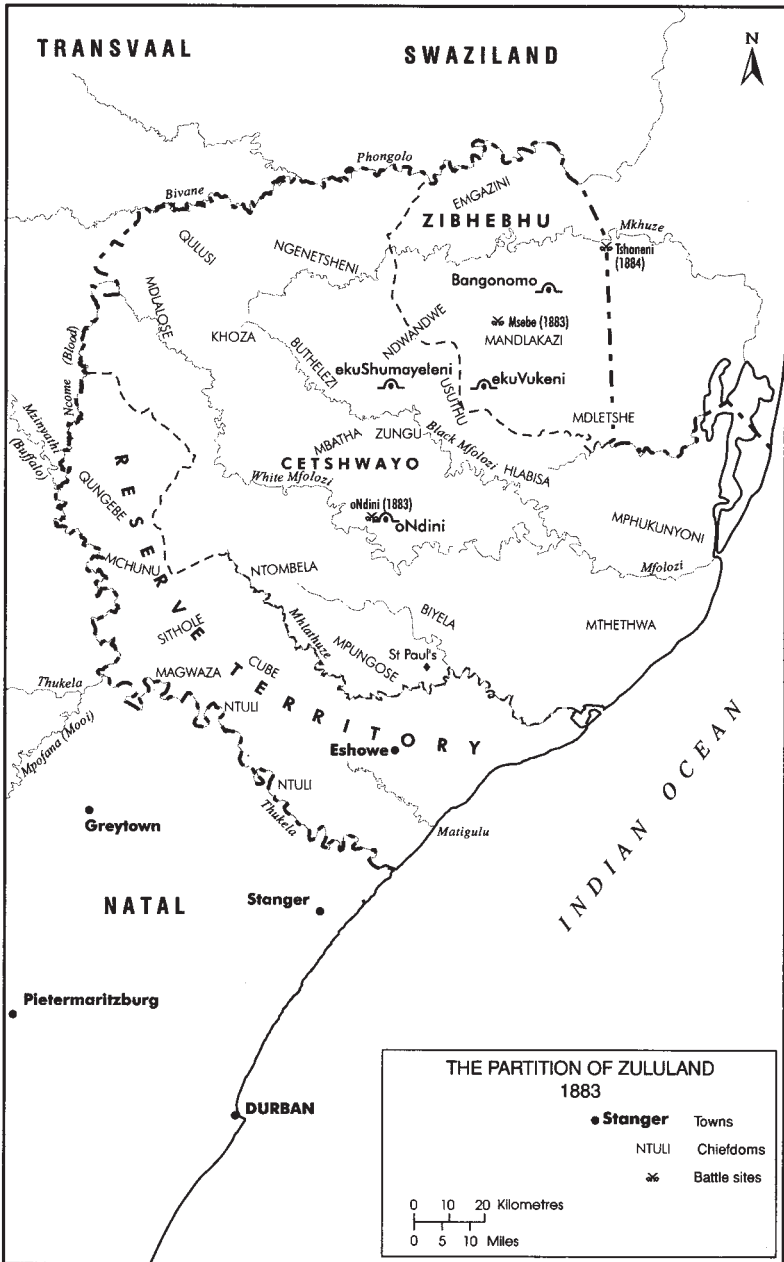 TRANSVAAL
SWAZILAND
N
Phongolo
Bivane
EMGAZINI
ZIBHEBHU
Mkhuze
QULUSI
NGENETSHENI
Tshaneni
(1884)
Bangonomo
MDLALOSE
Msebe (1883)
NDWANDWE
MANDLAKAZI
KHOZA
BUTHELEZI
ekuShumayeleni
ekuVukeni
USUTHU
Ncome (Blood)
MDLETSHE
Mzinyathi
(Buffalo)
MBATHA
ZUNGU
Black Mfolozi
CETSHWAYO
HLABISA
White Mfolozi
QUNGEBE
oNdini (1883)
oNdini
MPHUKUNYONI
MCHUNU
NTOMBELA
Mfolozi
RESERVE TERRITORY
SITHOLE
Mhlathuze
BIYELA
MTHETHWA
MPUNGOSE
St Paul's
CUBE
MAGWAZA
Thukela
NTULI
Mpofana (Mooi)
Eshowe
NTULI
Thukela
Matigulu
Greytown
INDIAN OCEAN
NATAL
Stanger
Pietermaritzburg
DURBAN
THE PARTITION OF ZULULAND
1883
Stanger Towns
NTULI Chiefdoms
Battle sites
0 10 20 Kilometres
0 5 10 Miles